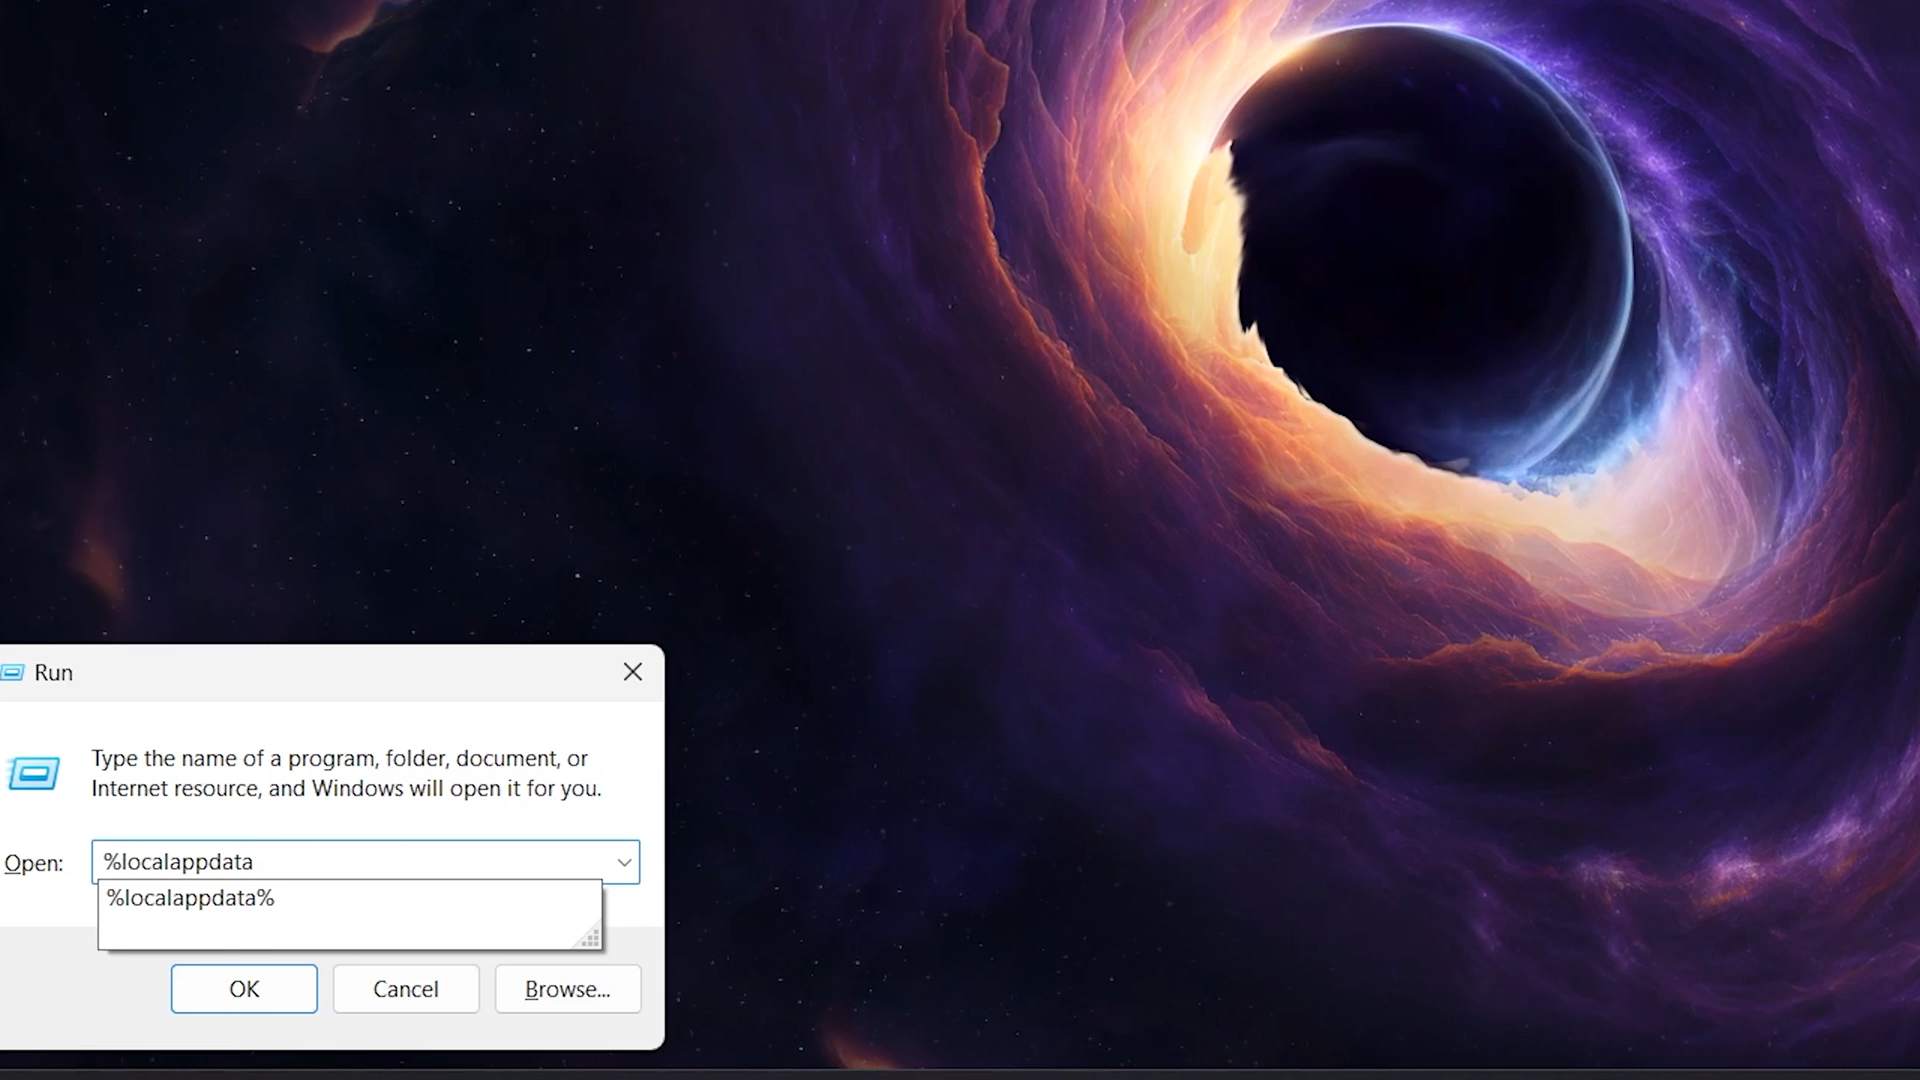 Run
Type the name of a program, folder, document, or
Internet resource, and Windows will open it for you.
Open:
%localappdata
%localappdata%
OK
Cancel
Browse...